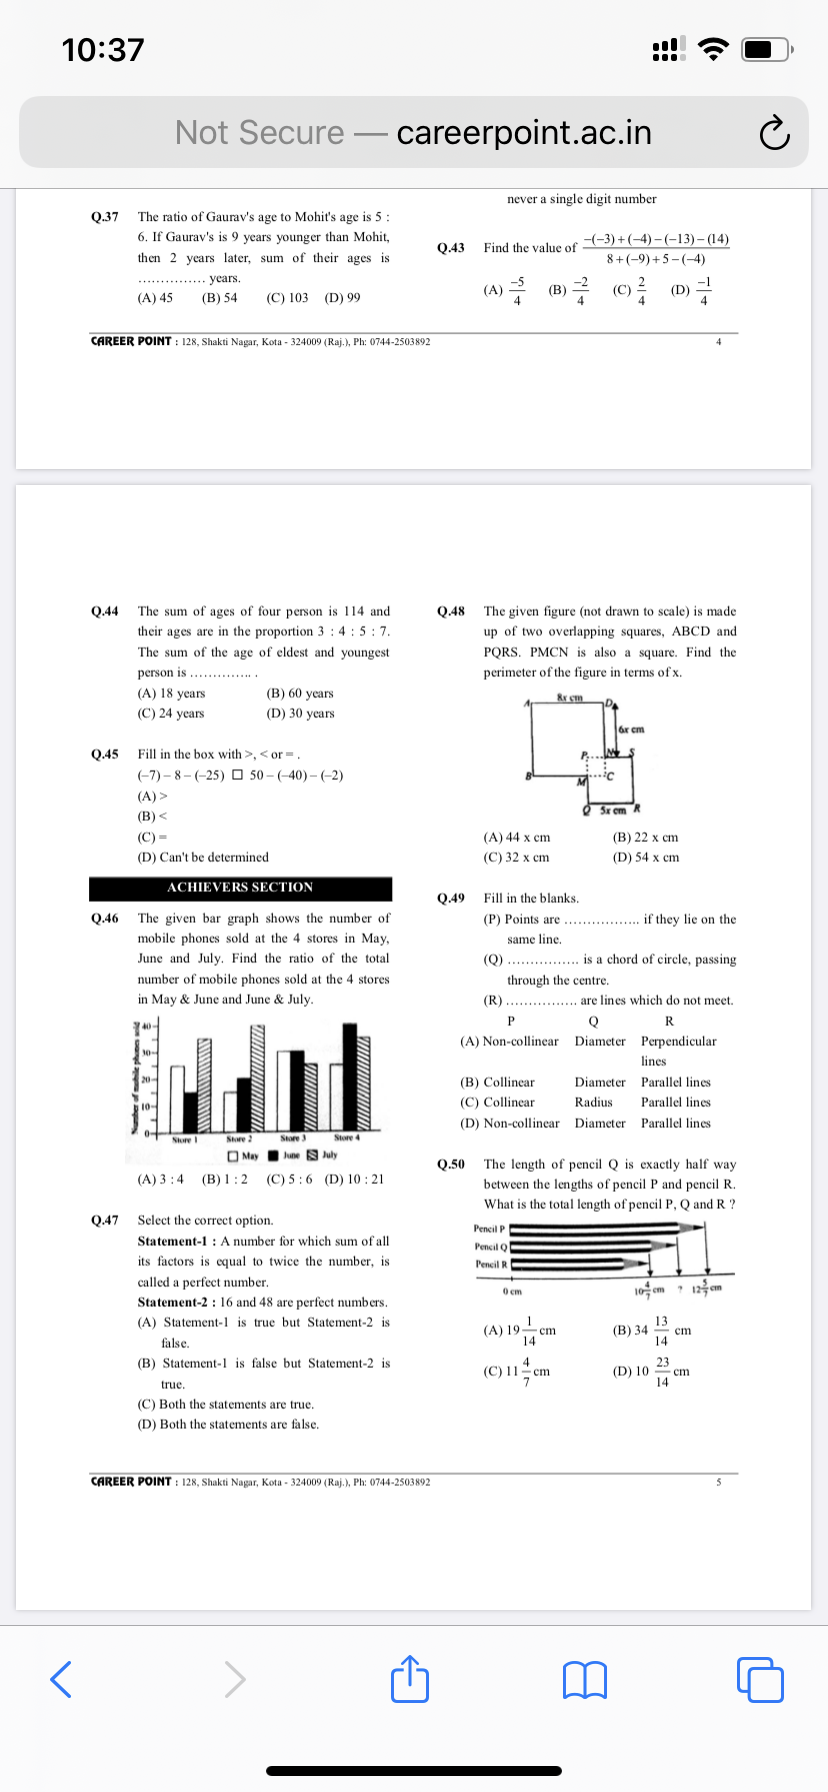 10:37
Not Secure — careerpoint.ac.in
Q.37 The ratio of Gaurav's age to Mohit's age is 5 :
6. If Gaurav's is 9 years younger than Mohit,
then 2 years later, sum of their ages is
............... years.
(A) 45 (B) 54 (C) 103 (D) 99
never a single digit number
Q.43 Find the value of –(–3)+(–4)–(–13)–(14) / 8+(–9)+5–(–4)
(A) –5/4 (B) –2/4 (C) 2/4 (D) –1/4
CAREER POINT : 128, Shakti Nagar, Kota - 324009 (Raj.), Ph: 0744-2503892 4
Q.44 The sum of ages of four person is 114 and
their ages are in the proportion 3 : 4 : 5 : 7.
The sum of the age of eldest and youngest
person is ............... .
(A) 18 years (B) 60 years
(C) 24 years (D) 30 years
Q.45 Fill in the box with >, < or = .
(–7) – 8 – (–25) □ 50 – (–40) – (–2)
(A) >
(B) <
(C) =
(D) Can't be determined
ACHIEVERS SECTION
Q.46 The given bar graph shows the number of
mobile phones sold at the 4 stores in May,
June and July. Find the ratio of the total
number of mobile phones sold at the 4 stores
in May & June and June & July.
Number of mobile phones sold
40
30
20
10
0
Store 1 Store 2 Store 3 Store 4
May June July
(A) 3 : 4 (B) 1 : 2 (C) 5 : 6 (D) 10 : 21
Q.47 Select the correct option.
Statement-1 : A number for which sum of all
its factors is equal to twice the number, is
called a perfect number.
Statement-2 : 16 and 48 are perfect numbers.
(A) Statement-1 is true but Statement-2 is
false.
(B) Statement-1 is false but Statement-2 is
true.
(C) Both the statements are true.
(D) Both the statements are false.
Q.48 The given figure (not drawn to scale) is made
up of two overlapping squares, ABCD and
PQRS. PMCN is also a square. Find the
perimeter of the figure in terms of x.
A 8x cm D
6x cm
P N S
B M C
Q 5x cm R
(A) 44 x cm (B) 22 x cm
(C) 32 x cm (D) 54 x cm
Q.49 Fill in the blanks.
(P) Points are ................. if they lie on the
same line.
(Q) ................ is a chord of circle, passing
through the centre.
(R) ................ are lines which do not meet.
P Q R
(A) Non-collinear Diameter Perpendicular
lines
(B) Collinear Diameter Parallel lines
(C) Collinear Radius Parallel lines
(D) Non-collinear Diameter Parallel lines
Q.50 The length of pencil Q is exactly half way
between the lengths of pencil P and pencil R.
What is the total length of pencil P, Q and R ?
Pencil P
Pencil Q
Pencil R
0 cm 10 4/7 cm ? 12 5/7 cm
(A) 19 1/14 cm (B) 34 13/14 cm
(C) 11 4/7 cm (D) 10 23/14 cm
CAREER POINT : 128, Shakti Nagar, Kota - 324009 (Raj.), Ph: 0744-2503892 5